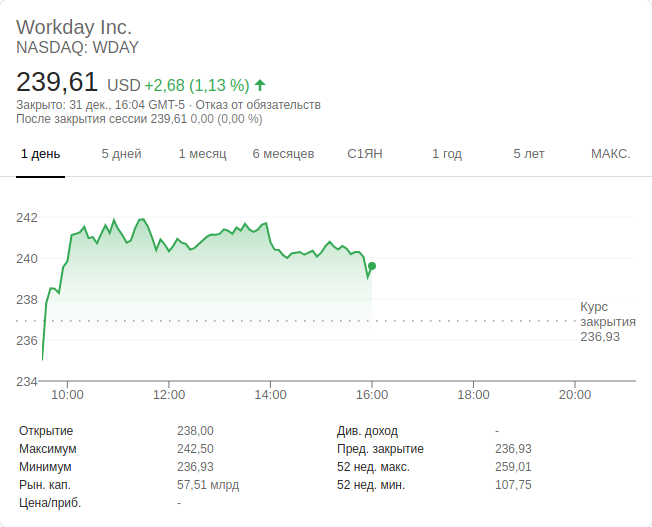 Workday Inc.
NASDAQ: WDAY
239,61 USD +2,68 (1,13 %)
Закрыто: 31 дек., 16:04 GMT-5 · Отказ от обязательств
После закрытия сессии 239,61 0,00 (0,00 %)
1 день 5 дней 1 месяц 6 месяцев С1ЯН 1 год 5 лет МАКС.
242
240
238
Курс
закрытия
236,93
236
234
10:00 12:00 14:00 16:00 18:00 20:00
Открытие 238,00 Див. доход -
Максимум 242,50 Пред. закрытие 236,93
Минимум 236,93 52 нед. макс. 259,01
Рын. кап. 57,51 млрд 52 нед. мин. 107,75
Цена/приб. -